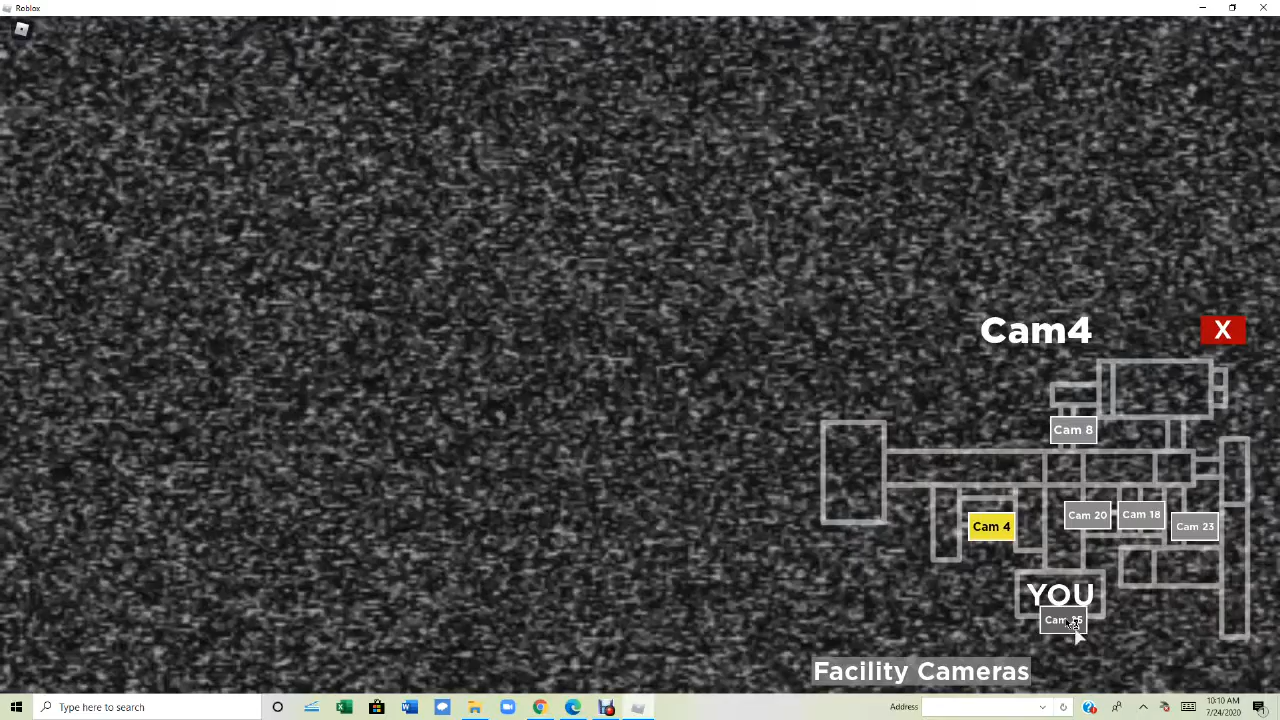 Roblox
Cam4
X
Cam 8
Cam 20
Cam 18
Cam 4
Cam 23
YOU
Cam
Facility Cameras
Type here to search
Address
10:10 AM
7/24/2020